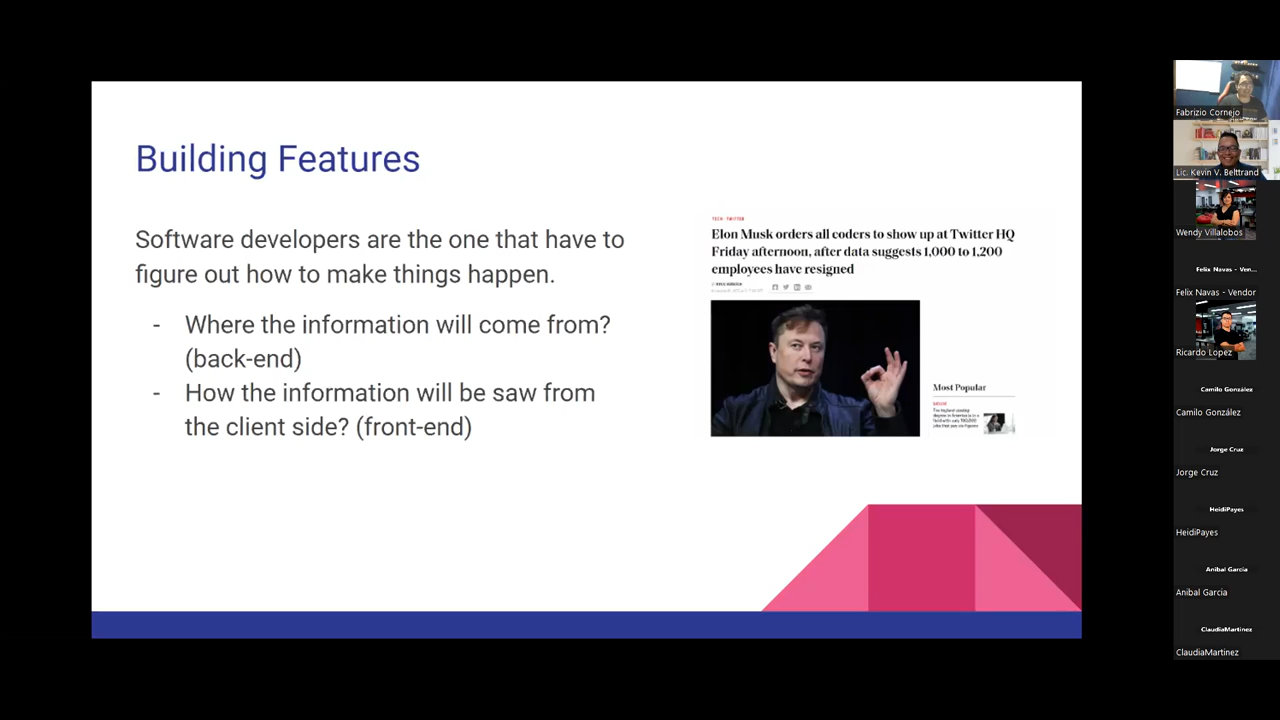 Building Features
Software developers are the one that have to
figure out how to make things happen.
- Where the information will come from?
(back-end)
- How the information will be saw from
the client side? (front-end)
TECH · TWITTER
Elon Musk orders all coders to show up at Twitter HQ
Friday afternoon, after data suggests 1,000 to 1,200
employees have resigned
Most Popular
Fabrizio Cornejo
Lic. Kevin V. Belttrand
Wendy Villalobos
Felix Navas - Ven...
Felix Navas - Vendor
Ricardo Lopez
Camilo González
Camilo González
Jorge Cruz
Jorge Cruz
HeidiPayes
HeidiPayes
Anibal Garcia
Anibal Garcia
ClaudiaMartinez
ClaudiaMartinez